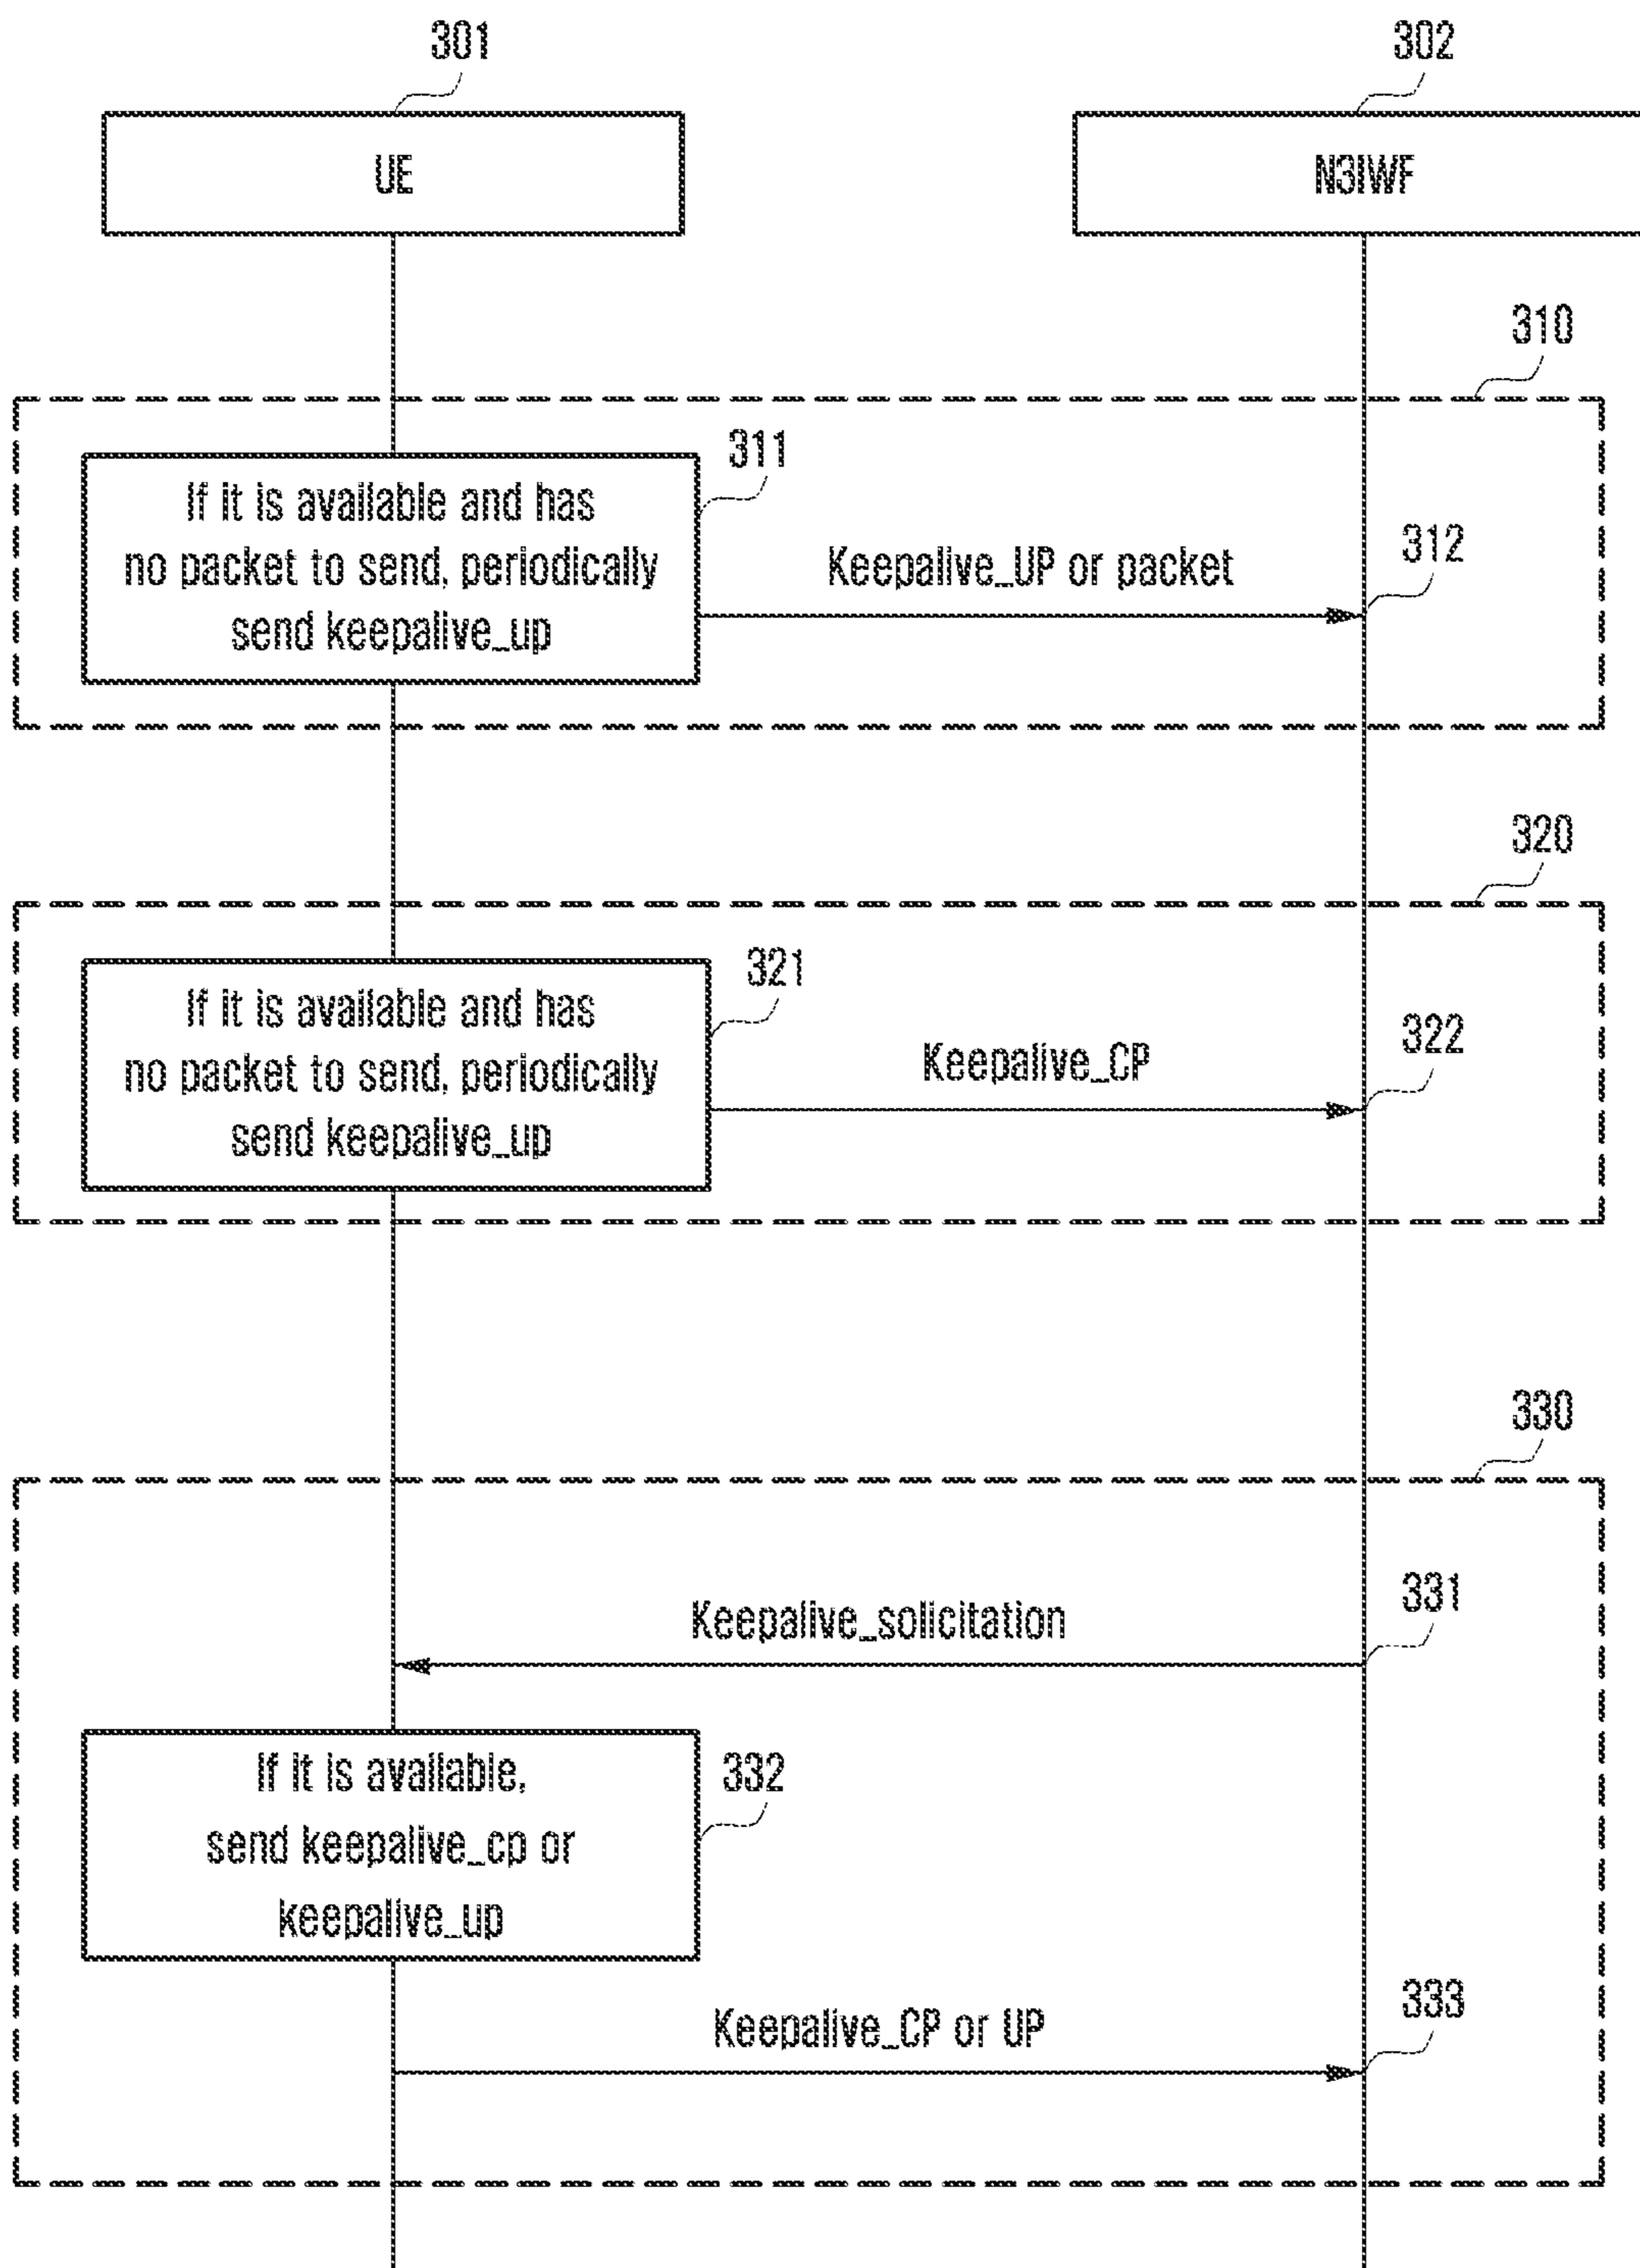 301
302
UE
N3IWF
310
311
If it is available and has
no packet to send, periodically
send keepalive_up
Keepalive_UP or packet
312
320
321
If it is available and has
no packet to send, periodically
send keepalive_up
Keepalive_CP
322
330
331
Keepalive_solicitation
If it is available,
send keepalive_cp or
keepalive_up
332
333
Keepalive_CP or UP